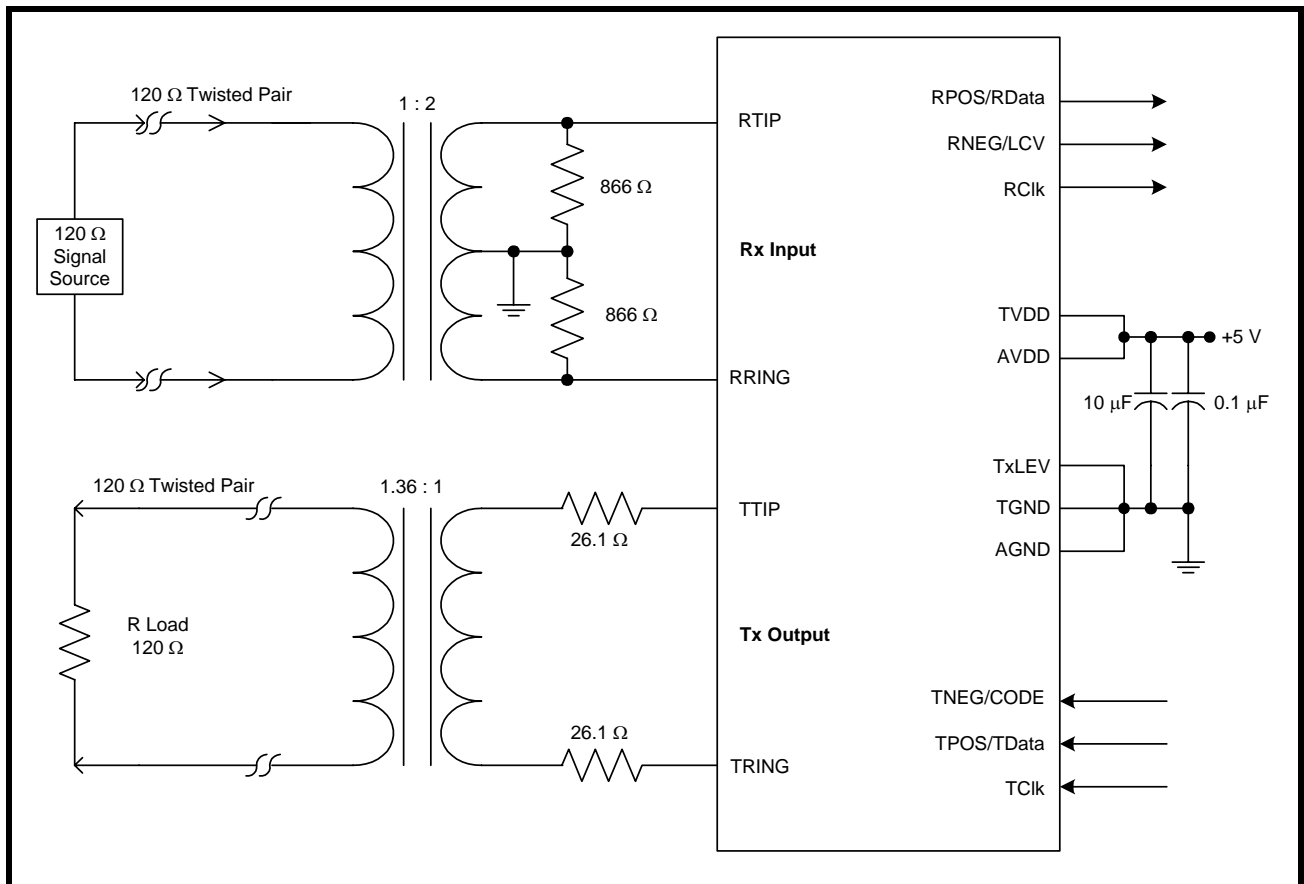 120 Ω Twisted Pair
1 : 2
120 Ω
Signal
Source
866 Ω
866 Ω
RTIP
Rx Input
RRING
RPOS/RData
RNEG/LCV
RClk
TVDD
AVDD
+5 V
10 μF
0.1 μF
TxLEV
TGND
AGND
120 Ω Twisted Pair
1.36 : 1
R Load
120 Ω
26.1 Ω
26.1 Ω
TTIP
Tx Output
TRING
TNEG/CODE
TPOS/TData
TClk